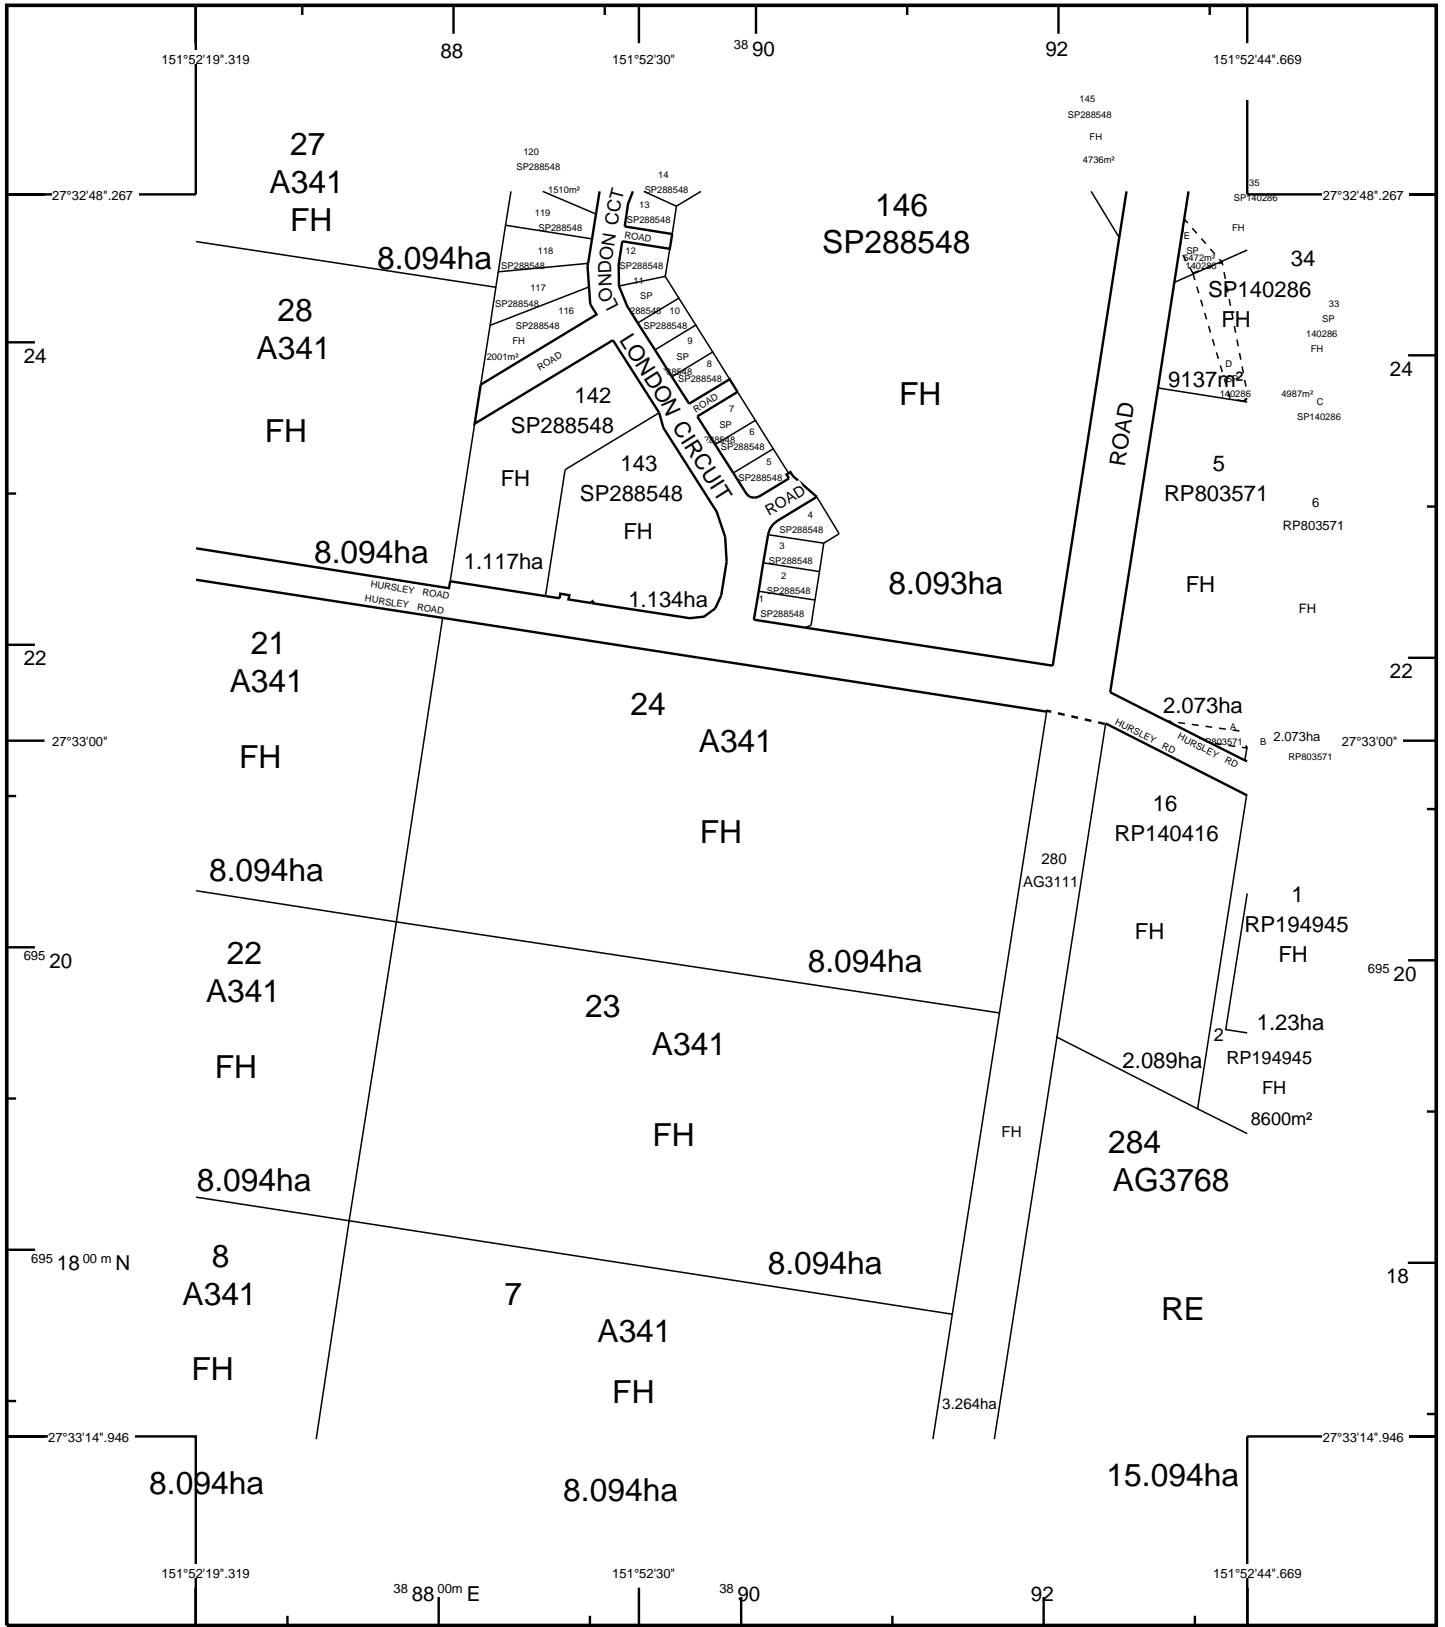 88
38 90
92
151°52'19".319
151°52'30"
151°52'44".669
27°32'48".267
27°32'48".267
27
A341
FH
8.094ha
28
A341
FH
8.094ha
120
SP288548
1510m²
119
SP288548
118
SP288548
117
SP288548
116
SP288548
FH
2001m²
ROAD
LONDON CCT
14
SP288548
13
SP288548
ROAD
12
SP288548
11
SP
288548
10
SP288548
9
SP
288548
8
SP288548
ROAD
7
SP
288548
6
SP288548
5
SP288548
ROAD
4
SP288548
3
SP288548
2
SP288548
1
SP288548
LONDON CIRCUIT
142
SP288548
FH
1.117ha
143
SP288548
FH
1.134ha
146
SP288548
FH
8.093ha
145
SP288548
FH
4736m²
ROAD
35
SP140286
FH
E
SP
140286
5472m²
34
SP140286
FH
9137m²
D
SP
140286
33
SP
140286
FH
4987m²
C
SP140286
5
RP803571
FH
2.073ha
6
RP803571
FH
A
RP803571
B
2.073ha
RP803571
24
24
22
22
HURSLEY ROAD
HURSLEY ROAD
HURSLEY RD
HURSLEY RD
27°33'00"
27°33'00"
21
A341
FH
8.094ha
24
A341
FH
8.094ha
280
AG3111
FH
3.264ha
16
RP140416
FH
2.089ha
1
RP194945
FH
1.23ha
2
RP194945
FH
8600m²
695 20
695 20
22
A341
FH
8.094ha
23
A341
FH
8.094ha
284
AG3768
RE
15.094ha
695 18 00 m N
18
8
A341
FH
8.094ha
7
A341
FH
8.094ha
27°33'14".946
27°33'14".946
151°52'19".319
151°52'30"
151°52'44".669
38 88 00m E
38 90
92